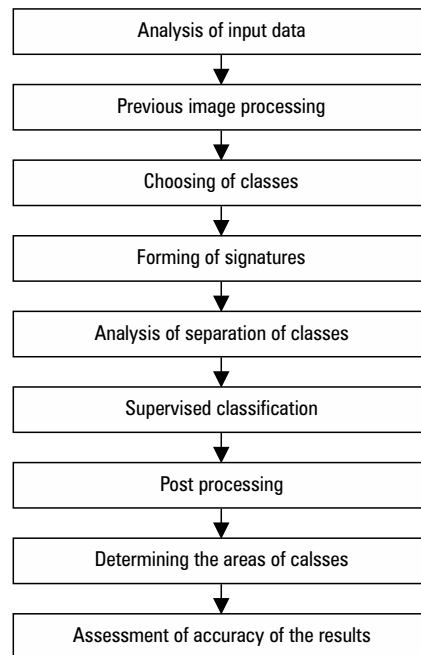 Analysis of input data
Previous image processing
Choosing of classes
Forming of signatures
Analysis of separation of classes
Supervised classification
Post processing
Determining the areas of calsses
Assessment of accuracy of the results